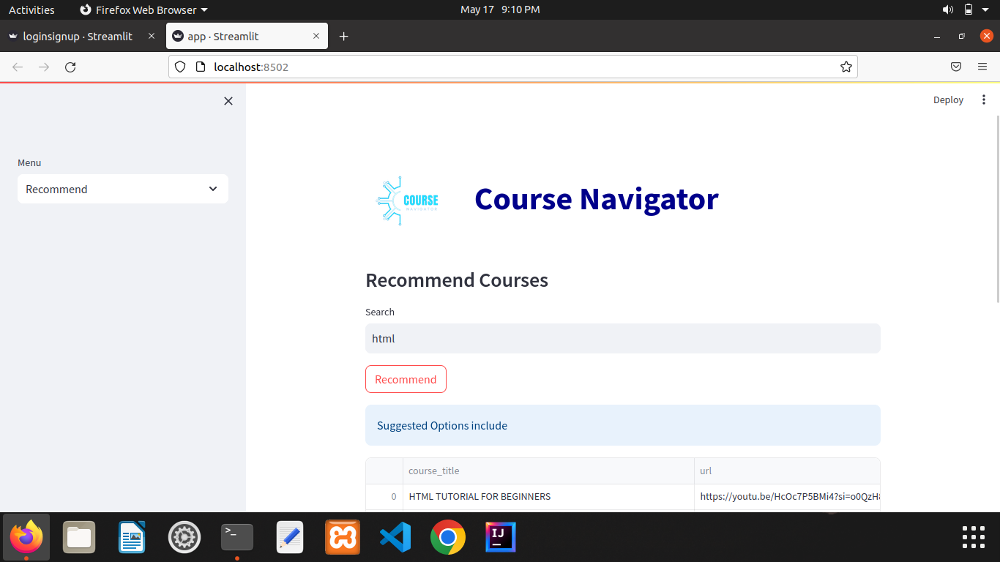 Activities Firefox Web Browser May 17 9:10 PM
loginsignup · Streamlit app · Streamlit
localhost:8502
Deploy
Menu
Recommend
COURSE
NAVIGATOR
Course Navigator
Recommend Courses
Search
html
Recommend
Suggested Options include
course_title url
0 HTML TUTORIAL FOR BEGINNERS https://youtu.be/HcOc7P5BMi4?si=o0QzH
>_
IJ